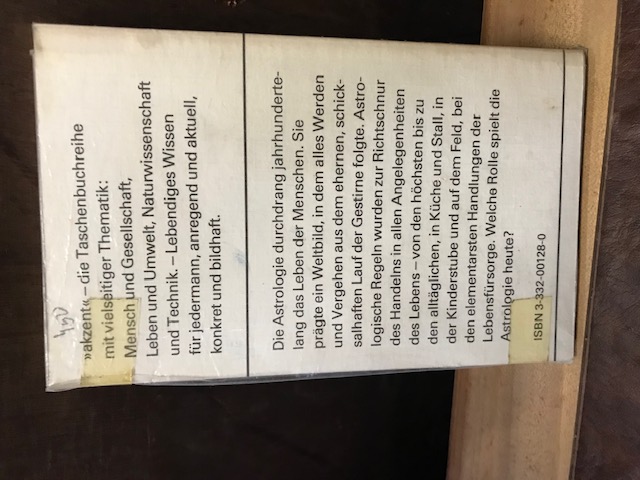 »akzent« – die Taschenbuchreihe
mit vielseitiger Thematik:
Mensch und Gesellschaft,
Leben und Umwelt, Naturwissenschaft
und Technik. – Lebendiges Wissen
für jedermann, anregend und aktuell,
konkret und bildhaft.
Die Astrologie durchdrang jahrhunderte-
lang das Leben der Menschen. Sie
prägte ein Weltbild, in dem alles Werden
und Vergehen aus dem ehernen, schick-
salhaften Lauf der Gestirne folgte. Astro-
logische Regeln wurden zur Richtschnur
des Handelns in allen Angelegenheiten
des Lebens – von den höchsten bis zu
den alltäglichen, in Küche und Stall, in
der Kinderstube und auf dem Feld, bei
den elementarsten Handlungen der
Lebensfürsorge. Welche Rolle spielt die
Astrologie heute?
ISBN 3-332-00128-0